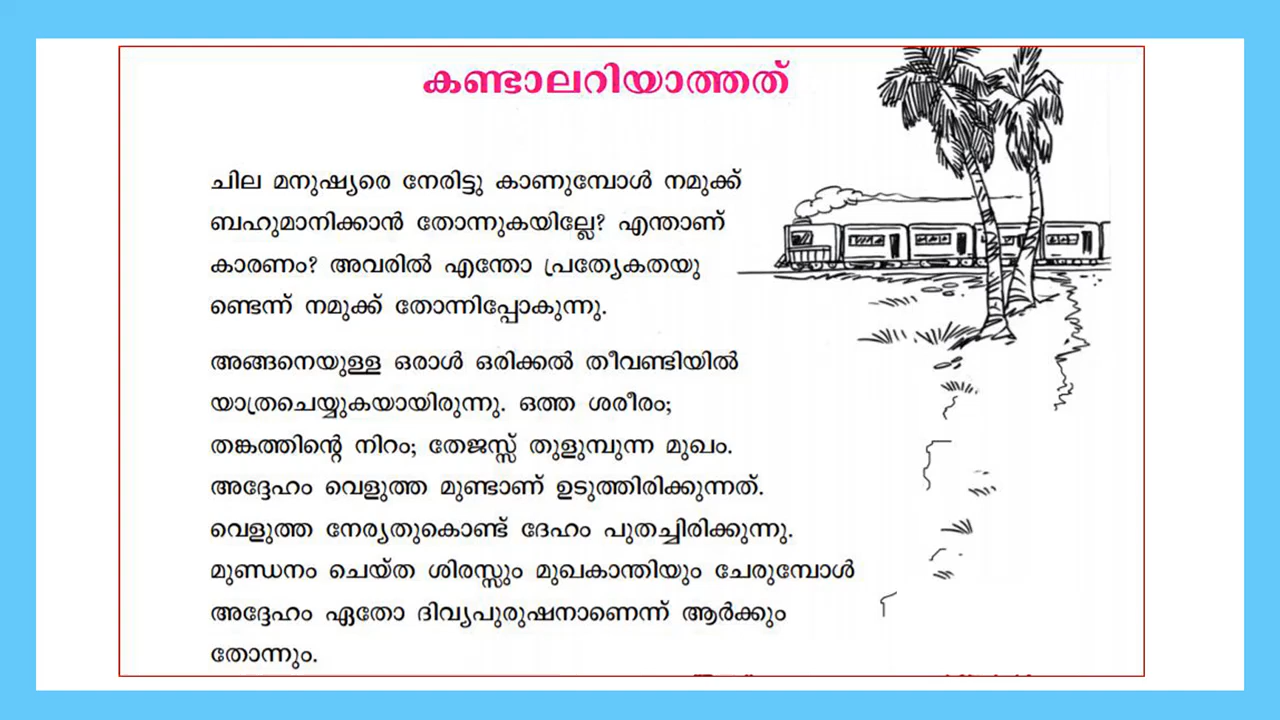 കണ്ടാലറിയാത്തത്
ചില മനുഷ്യരെ നേരിട്ടു കാണുമ്പോൾ നമുക്ക്
ബഹുമാനിക്കാൻ തോന്നുകയില്ലേ? എന്താണ്
കാരണം? അവരിൽ എന്തോ പ്രത്യേകതയു
ണ്ടെന്ന് നമുക്ക് തോന്നിപ്പോകുന്നു.
അങ്ങനെയുള്ള ഒരാൾ ഒരിക്കൽ തീവണ്ടിയിൽ
യാത്രചെയ്യുകയായിരുന്നു. ഒത്ത ശരീരം;
തങ്കത്തിന്റെ നിറം; തേജസ്സ് തുളുമ്പുന്ന മുഖം.
അദ്ദേഹം വെളുത്ത മുണ്ടാണ് ഉടുത്തിരിക്കുന്നത്.
വെളുത്ത നേര്യതുകൊണ്ട് ദേഹം പുതച്ചിരിക്കുന്നു.
മുണ്ഡനം ചെയ്ത ശിരസ്സും മുഖകാന്തിയും ചേരുമ്പോൾ
അദ്ദേഹം ഏതോ ദിവ്യപുരുഷനാണെന്ന് ആർക്കും
തോന്നും.